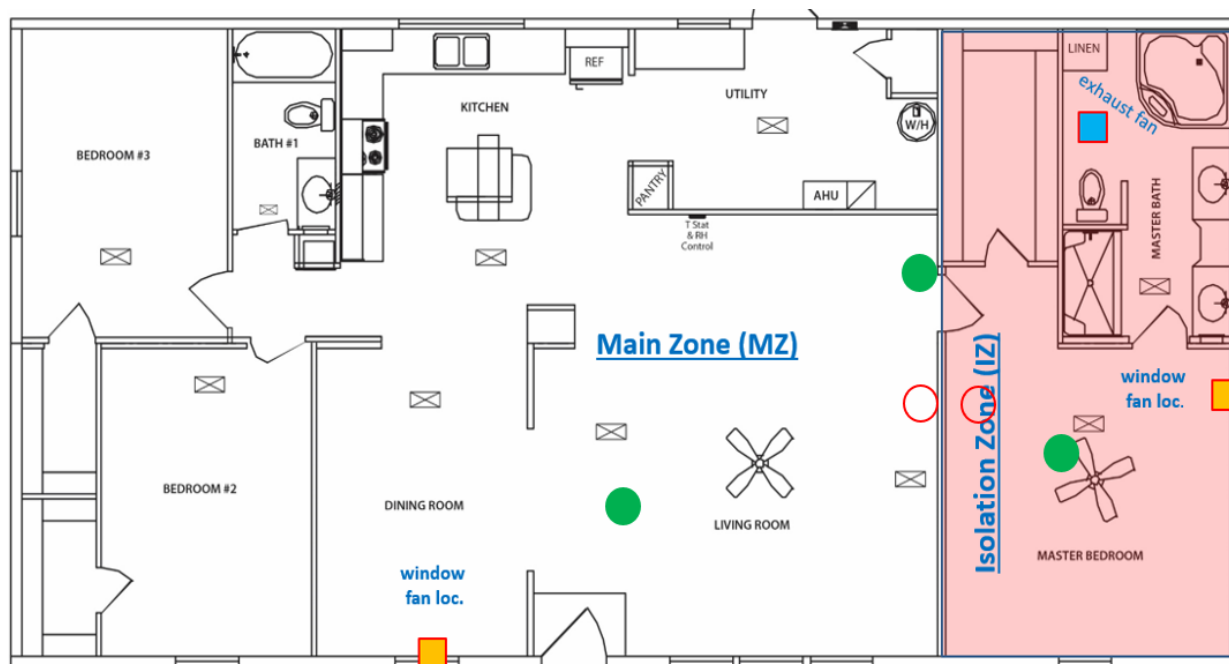 LINEN
REF
exhaust fan
UTILITY
KITCHEN
W/H
BATH #1
BEDROOM #3
PANTRY
AHU
T Stat
& RH
Control
MASTER BATH
Main Zone (MZ)
Isolation Zone (IZ)
window
fan loc.
BEDROOM #2
DINING ROOM
LIVING ROOM
MASTER BEDROOM
window
fan loc.